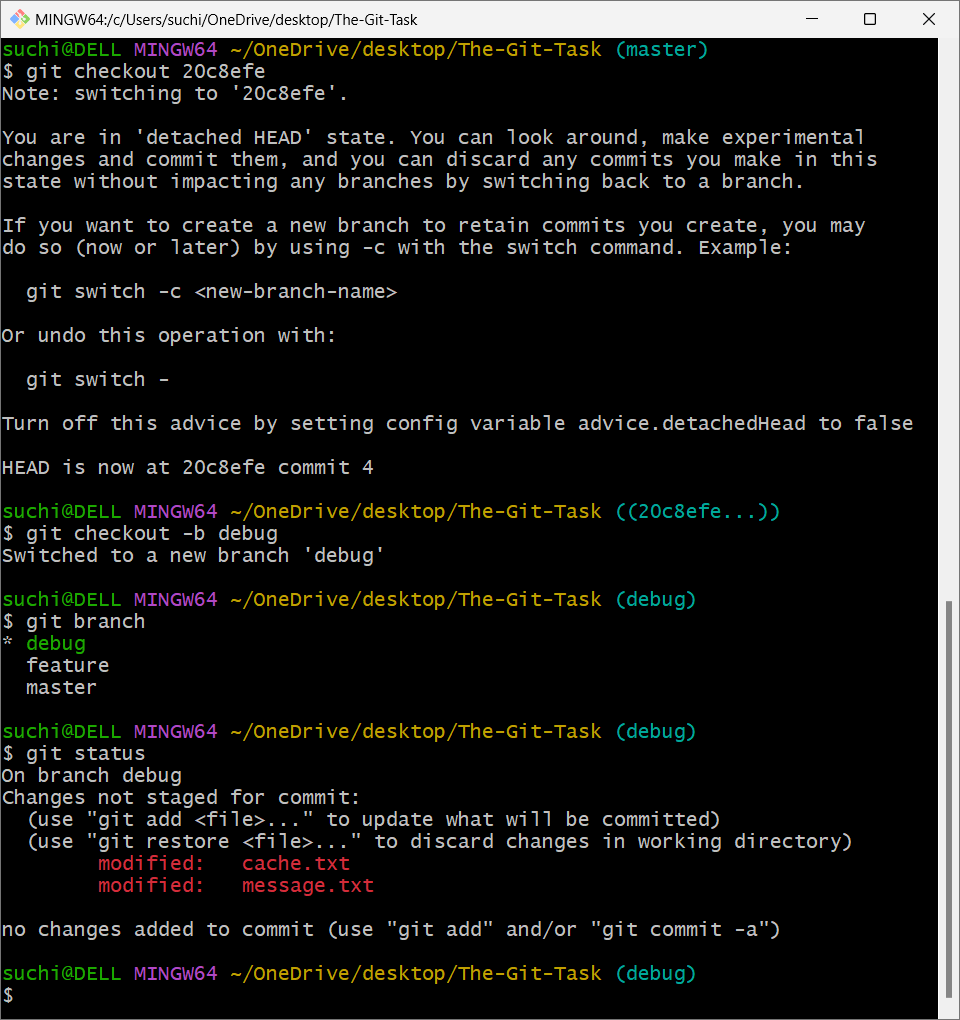 MINGW64:/c/Users/suchi/OneDrive/desktop/The-Git-Task
suchi@DELL MINGW64 ~/OneDrive/desktop/The-Git-Task (master)
$ git checkout 20c8efe
Note: switching to '20c8efe'.
You are in 'detached HEAD' state. You can look around, make experimental
changes and commit them, and you can discard any commits you make in this
state without impacting any branches by switching back to a branch.
If you want to create a new branch to retain commits you create, you may
do so (now or later) by using -c with the switch command. Example:
git switch -c <new-branch-name>
Or undo this operation with:
git switch -
Turn off this advice by setting config variable advice.detachedHead to false
HEAD is now at 20c8efe commit 4
suchi@DELL MINGW64 ~/OneDrive/desktop/The-Git-Task ((20c8efe...))
$ git checkout -b debug
Switched to a new branch 'debug'
suchi@DELL MINGW64 ~/OneDrive/desktop/The-Git-Task (debug)
$ git branch
* debug
feature
master
suchi@DELL MINGW64 ~/OneDrive/desktop/The-Git-Task (debug)
$ git status
On branch debug
Changes not staged for commit:
(use "git add <file>..." to update what will be committed)
(use "git restore <file>..." to discard changes in working directory)
modified:   cache.txt
modified:   message.txt
no changes added to commit (use "git add" and/or "git commit -a")
suchi@DELL MINGW64 ~/OneDrive/desktop/The-Git-Task (debug)
$